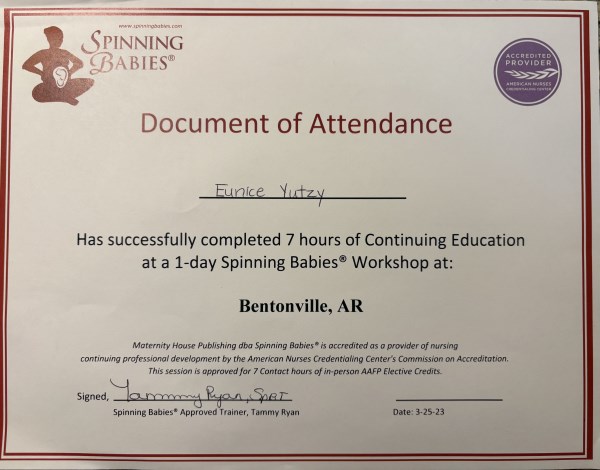 www.spinningbabies.com
SPINNING
BABIES®
ACCREDITED
PROVIDER
AMERICAN NURSES
CREDENTIALING CENTER
Document of Attendance
Eunice Yutzy
Has successfully completed 7 hours of Continuing Education
at a 1-day Spinning Babies® Workshop at:
Bentonville, AR
Maternity House Publishing dba Spinning Babies® is accredited as a provider of nursing
continuing professional development by the American Nurses Credentialing Center's Commission on Accreditation.
This session is approved for 7 Contact hours of in-person AAFP Elective Credits.
Signed, Tammy Ryan, SpBT
Spinning Babies® Approved Trainer, Tammy Ryan
Date: 3-25-23